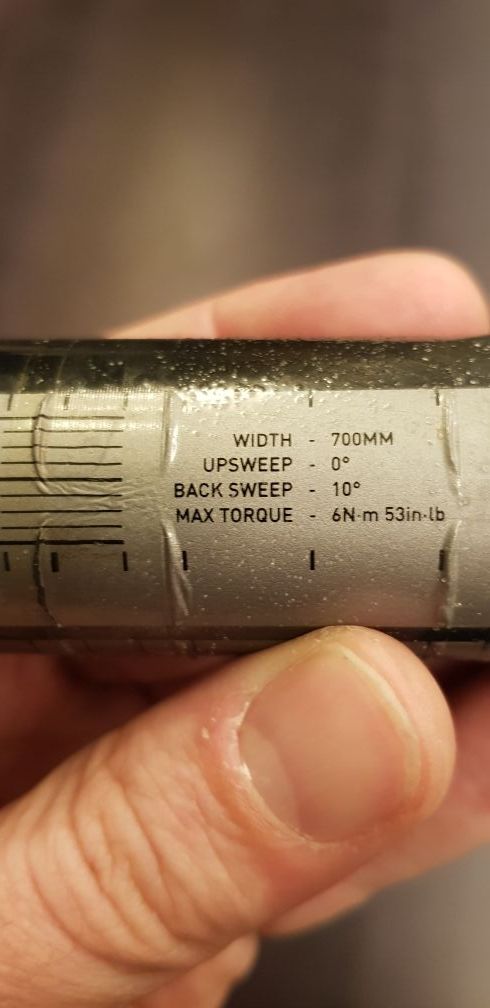 WIDTH - 700MM
UPSWEEP - 0°
BACK SWEEP - 10°
MAX TORQUE - 6N·m 53in·lb